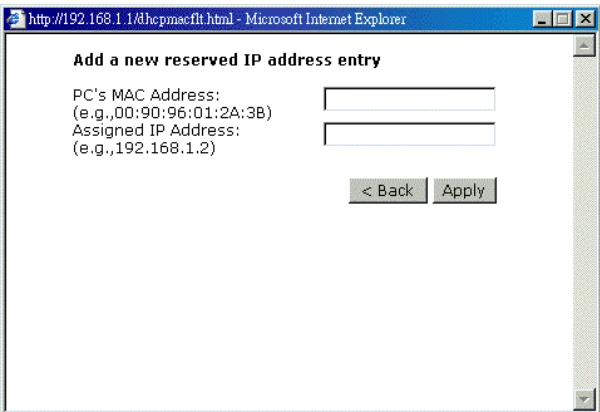 http://192.168.1.1/dhcpmacflt.html - Microsoft Internet Explorer
Add a new reserved IP address entry
PC's MAC Address:
(e.g.,00:90:96:01:2A:3B)
Assigned IP Address:
(e.g.,192.168.1.2)
< Back Apply